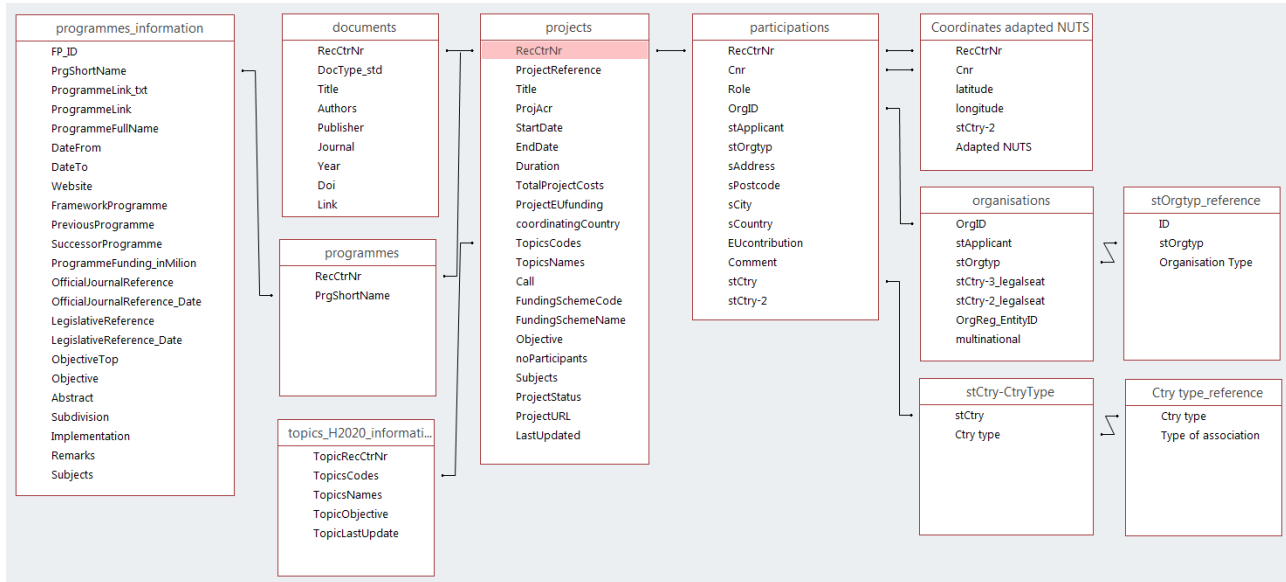 programmes_information
FP_ID
PrgShortName
ProgrammeLink_txt
ProgrammeLink
ProgrammeFullName
DateFrom
DateTo
Website
FrameworkProgramme
PreviousProgramme
SuccessorProgramme
ProgrammeFunding_inMilion
OfficialJournalReference
OfficialJournalReference_Date
LegislativeReference
LegislativeReference_Date
ObjectiveTop
Objective
Abstract
Subdivision
Implementation
Remarks
Subjects
documents
RecCtrNr
DocType_std
Title
Authors
Publisher
Journal
Year
Doi
Link
programmes
RecCtrNr
PrgShortName
topics_H2020_informati...
TopicRecCtrNr
TopicsCodes
TopicsNames
TopicObjective
TopicLastUpdate
projects
RecCtrNr
ProjectReference
Title
ProjAcr
StartDate
EndDate
Duration
TotalProjectCosts
ProjectEUfunding
coordinatingCountry
TopicsCodes
TopicsNames
Call
FundingSchemeCode
FundingSchemeName
Objective
noParticipants
Subjects
ProjectStatus
ProjectURL
LastUpdated
participations
RecCtrNr
Cnr
Role
OrgID
stApplicant
stOrgtyp
sAddress
sPostcode
sCity
sCountry
EUcontribution
Comment
stCtry
stCtry-2
Coordinates adapted NUTS
RecCtrNr
Cnr
latitude
longitude
stCtry-2
Adapted NUTS
organisations
OrgID
stApplicant
stOrgtyp
stCtry-3_legalseat
stCtry-2_legalseat
OrgReg_EntityID
multinational
stOrgtyp_reference
ID
stOrgtyp
Organisation Type
stCtry-CtryType
stCtry
Ctry type
Ctry type_reference
Ctry type
Type of association